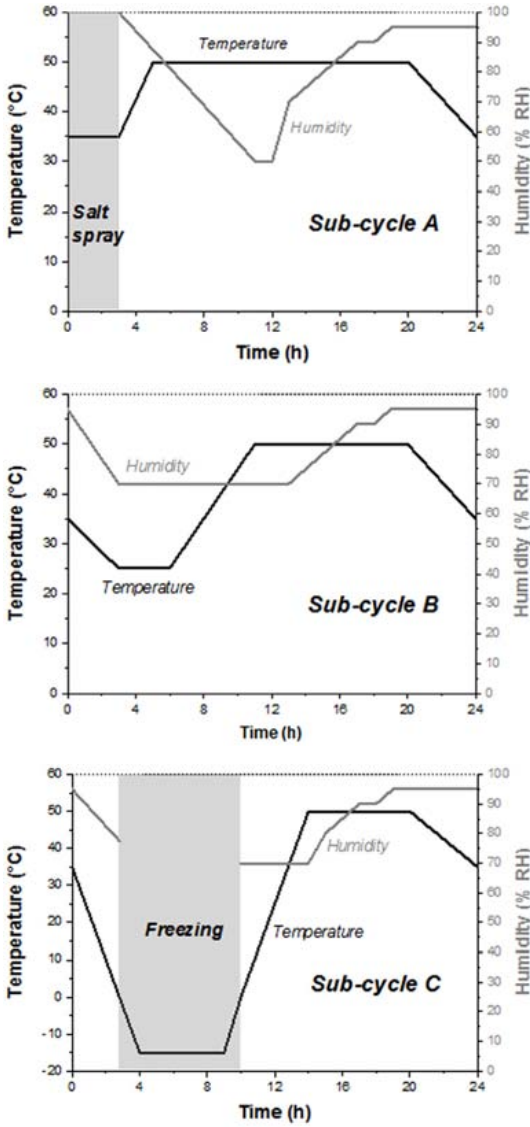 60
50
40
30
20
10
0
Temperature (°C)
100
90
80
70
60
50
40
30
20
10
0
Humidity (% RH)
Temperature
Humidity
Salt
spray
Sub-cycle A
0 4 8 12 16 20 24
Time (h)
60
50
40
30
20
10
0
Temperature (°C)
100
90
80
70
60
50
40
30
20
10
0
Humidity (% RH)
Humidity
Temperature
Sub-cycle B
0 4 8 12 16 20 24
Time (h)
60
50
40
30
20
10
0
-10
-20
Temperature (°C)
100
90
80
70
60
50
40
30
20
10
0
Humidity (% RH)
Humidity
Freezing
Temperature
Sub-cycle C
0 4 8 12 16 20 24
Time (h)